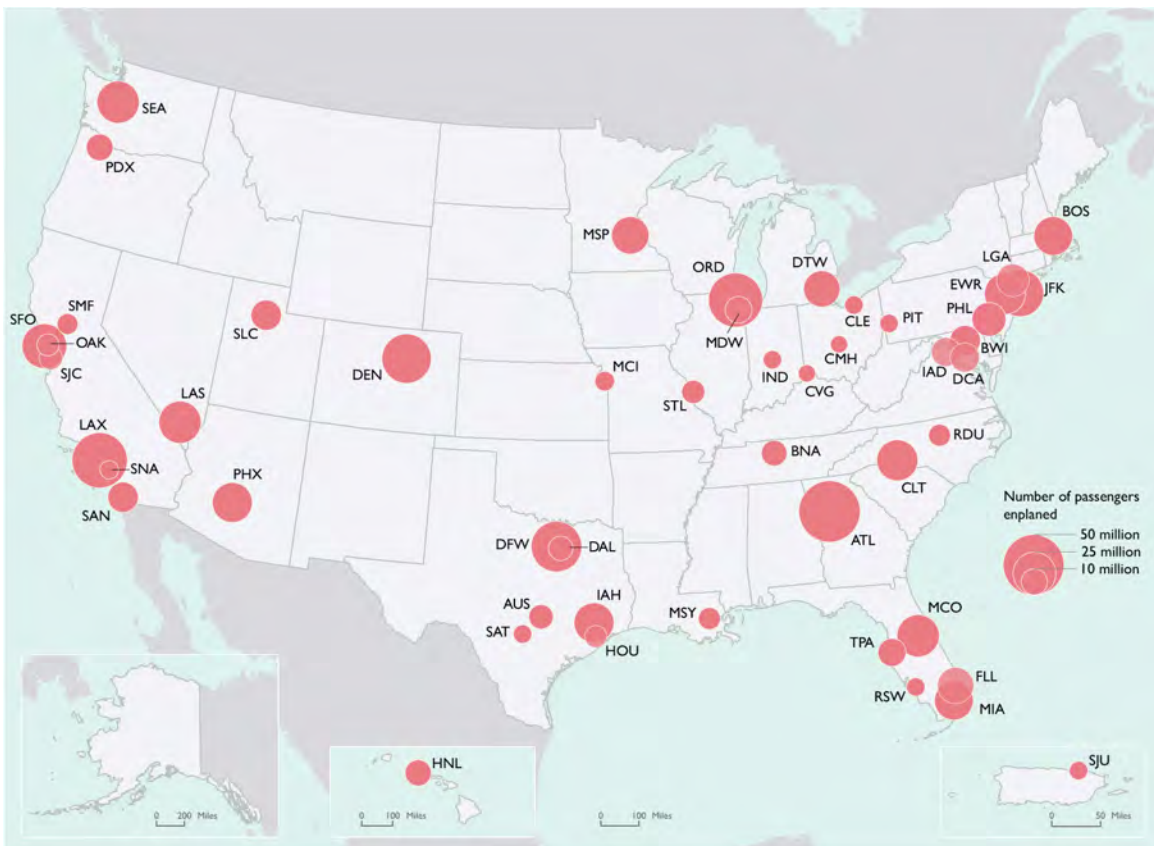 SEA
PDX
MSP
BOS
LGA
ORD
DTW
EWR
JFK
SMF
PHL
SFO
SLC
CLE
PIT
OAK
MDW
BWI
CMH
SJC
DEN
IND
IAD
DCA
MCI
CVG
LAS
STL
LAX
RDU
BNA
SNA
PHX
CLT
SAN
Number of passengers
enplaned
50 million
25 million
10 million
DFW
DAL
ATL
IAH
AUS
MSY
MCO
SAT
TPA
HOU
FLL
RSW
MIA
HNL
SJU
0 200 Miles
0 100 Miles
0 100 Miles
0 50 Miles